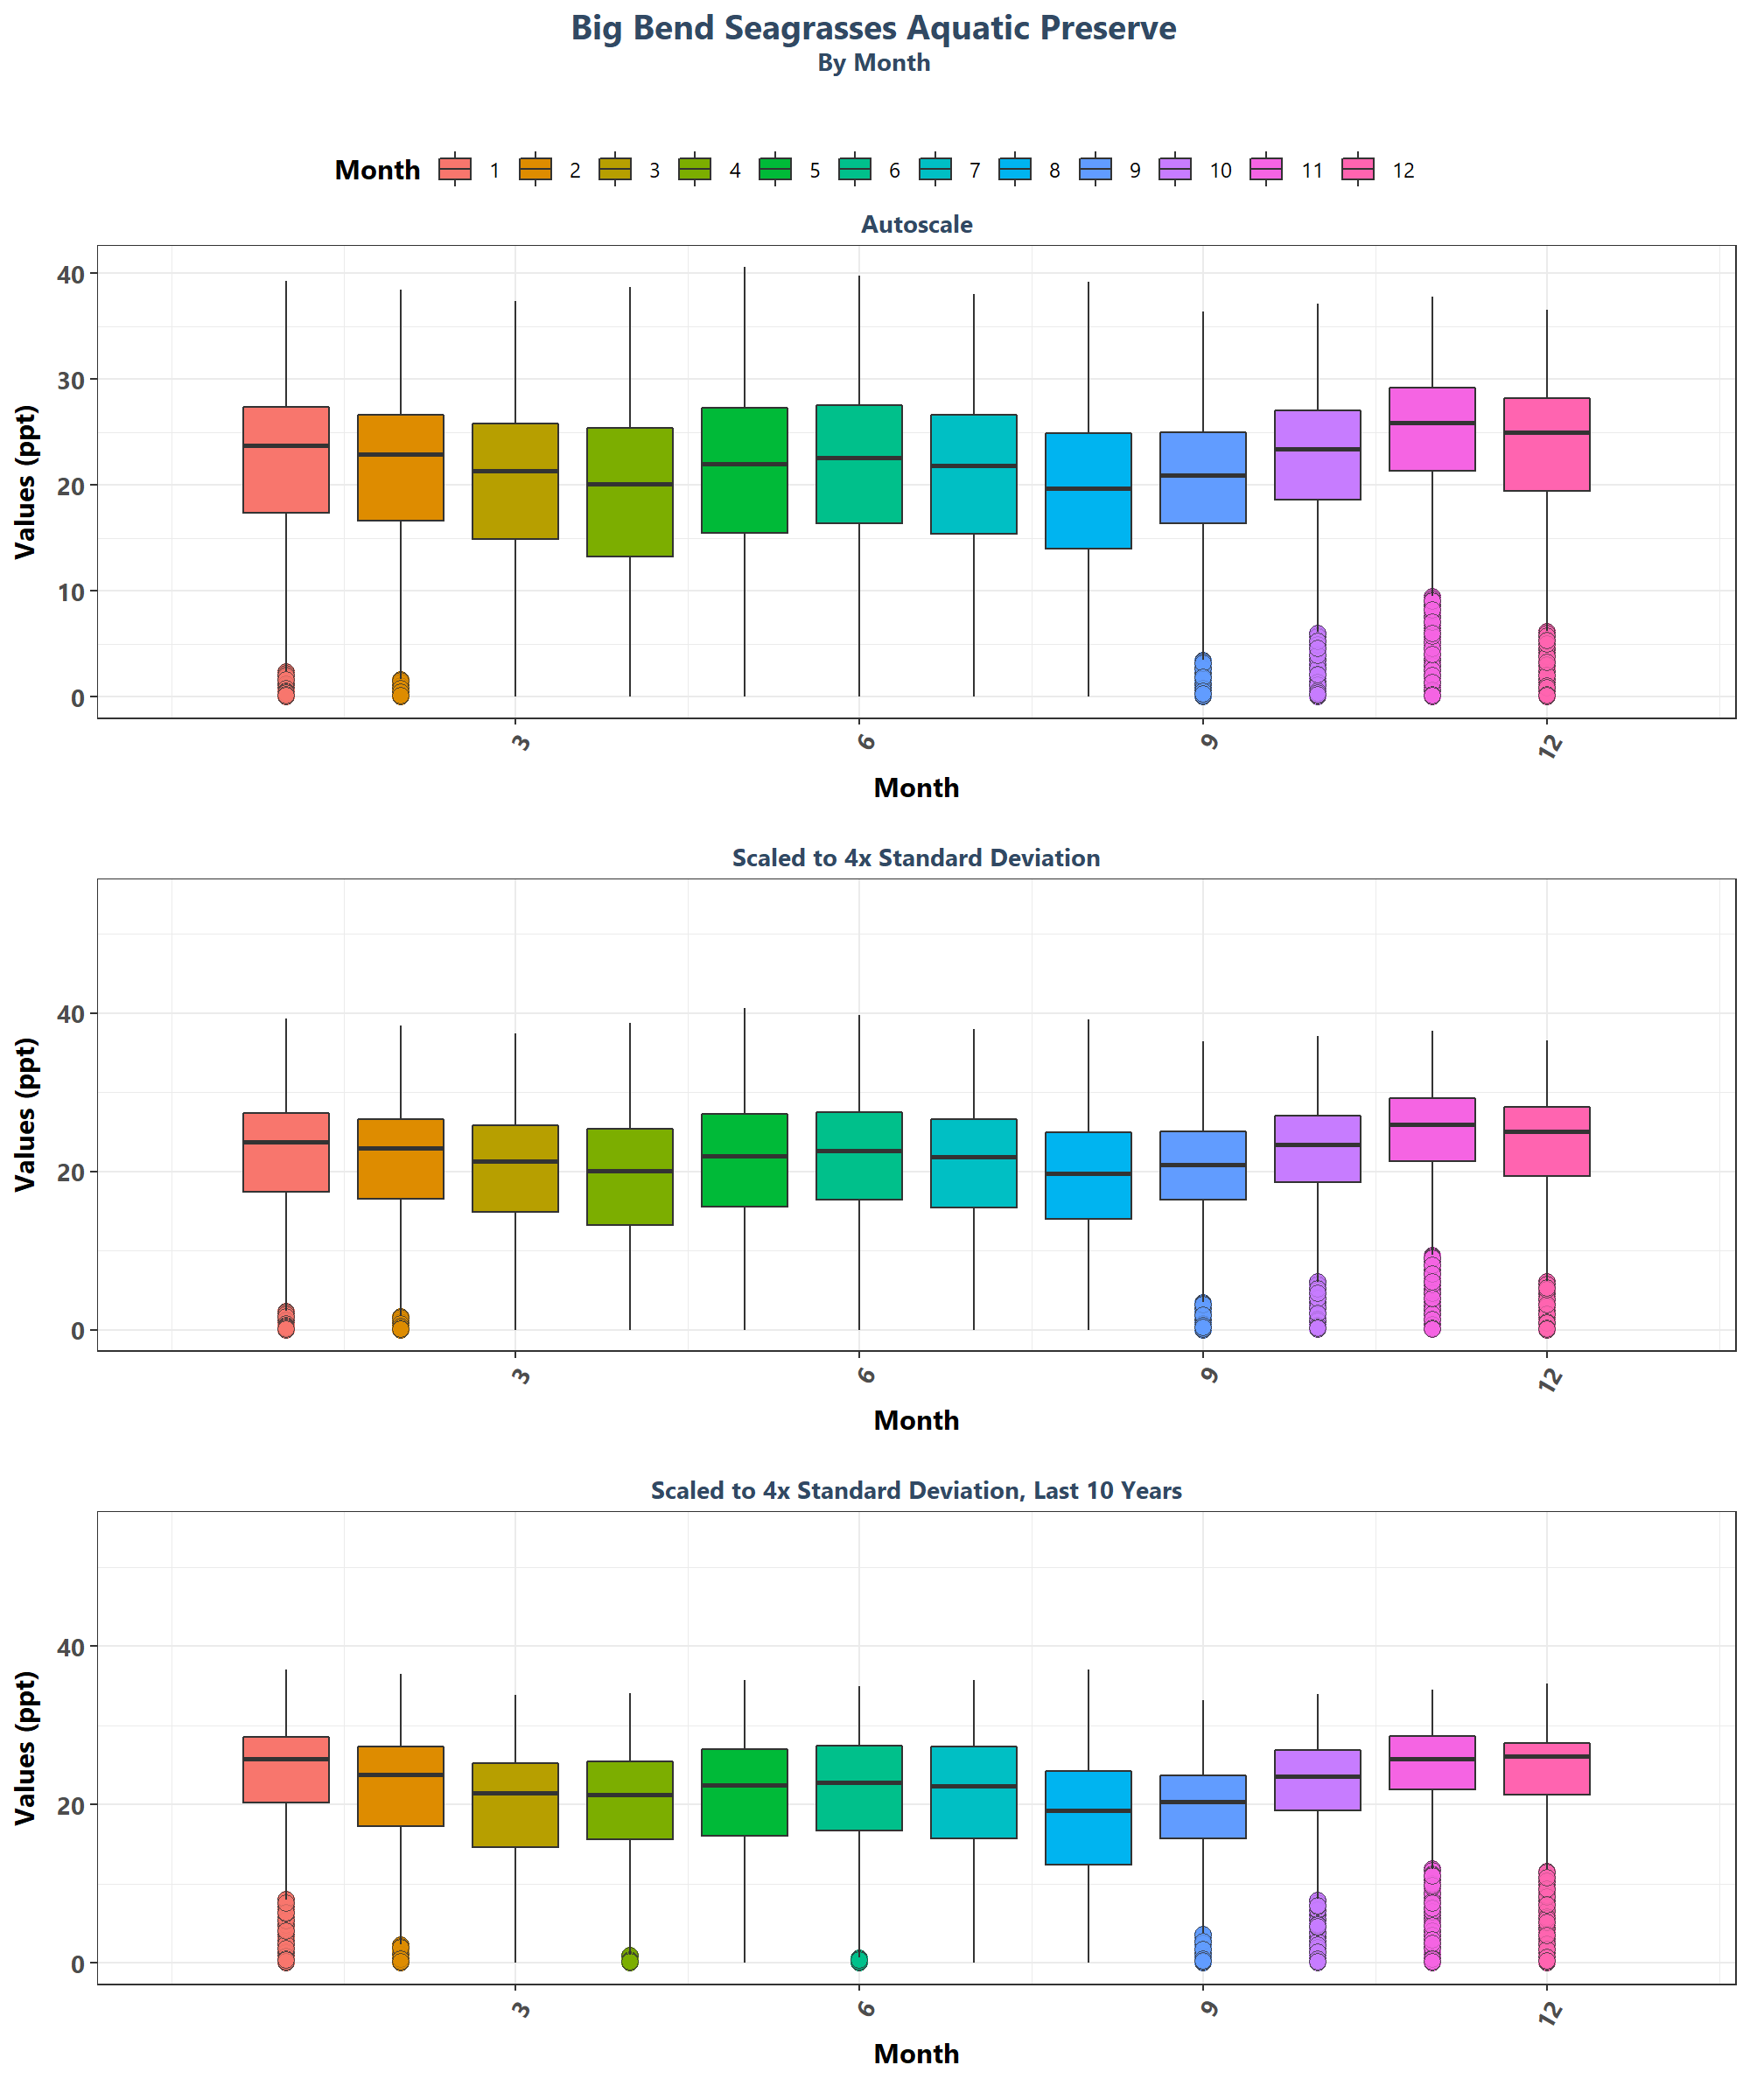 Big Bend Seagrasses Aquatic Preserve
By Month
Month 1 2 3 4 5 6 7 8 9 10 11 12
Autoscale
Values (ppt)
40
30
20
10
0
3 6 9 12
Month
Scaled to 4x Standard Deviation
Values (ppt)
40
20
0
3 6 9 12
Month
Scaled to 4x Standard Deviation, Last 10 Years
Values (ppt)
40
20
0
3 6 9 12
Month